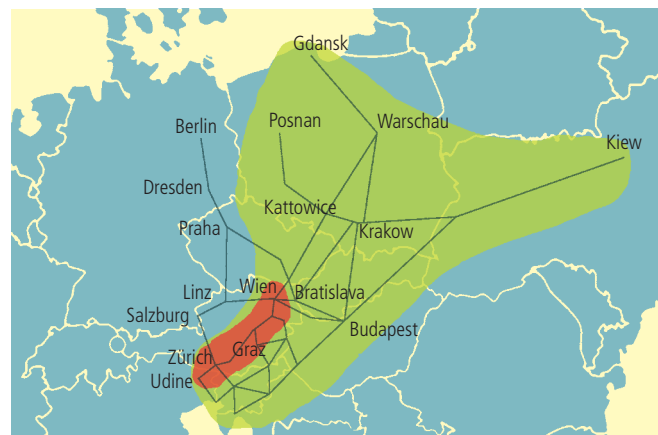 Gdansk
Berlin
Posnan
Warschau
Kiew
Dresden
Kattowice
Praha
Krakow
Wien
Linz
Bratislava
Salzburg
Budapest
Graz
Zürich
Udine